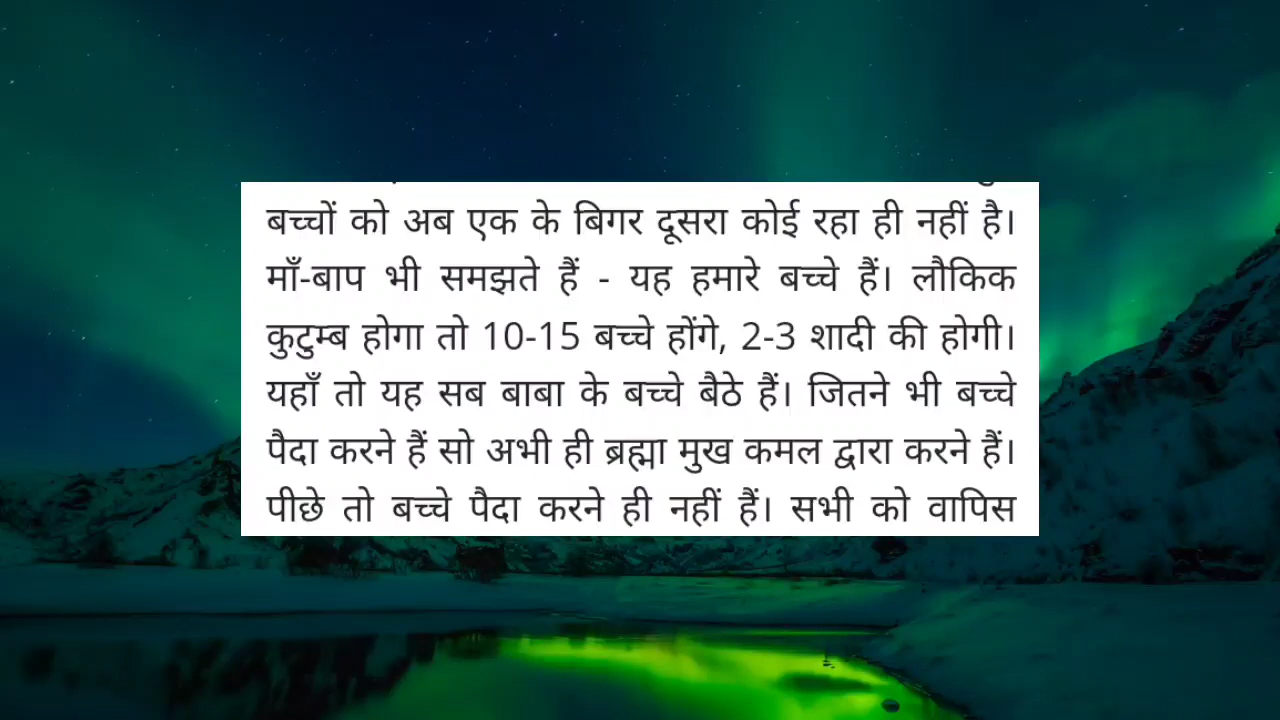 बच्चों को अब एक के बिगर दूसरा कोई रहा ही नहीं है।
माँ-बाप भी समझते हैं - यह हमारे बच्चे हैं। लौकिक
कुटुम्ब होगा तो 10-15 बच्चे होंगे, 2-3 शादी की होगी।
यहाँ तो यह सब बाबा के बच्चे बैठे हैं। जितने भी बच्चे
पैदा करने हैं सो अभी ही ब्रह्मा मुख कमल द्वारा करने हैं।
पीछे तो बच्चे पैदा करने ही नहीं हैं। सभी को वापिस